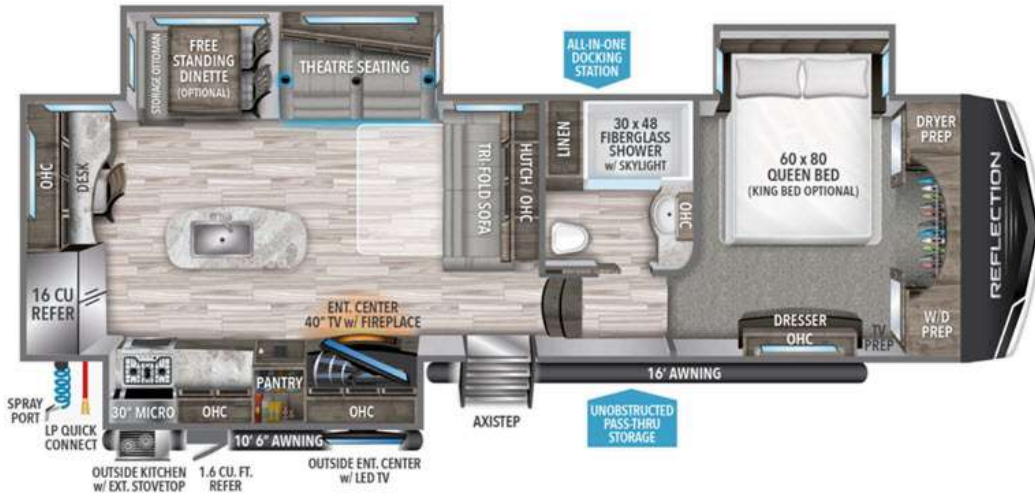 ALL-IN-ONE
DOCKING
STATION
STORAGE OTTOMAN
FREE
STANDING
DINETTE
(OPTIONAL)
THEATRE SEATING
OHC
DESK
TRI-FOLD SOFA
HUTCH / OHC
LINEN
30 x 48
FIBERGLASS
SHOWER
w/ SKYLIGHT
OHC
60 x 80
QUEEN BED
(KING BED OPTIONAL)
DRYER
PREP
REFLECTION
16 CU
REFER
ENT. CENTER
40" TV w/ FIREPLACE
DRESSER
OHC
TV PREP
W/D
PREP
SPRAY
PORT
LP QUICK
CONNECT
30" MICRO
OHC
PANTRY
OHC
16' AWNING
AXISTEP
UNOBSTRUCTED
PASS-THRU
STORAGE
10' 6" AWNING
OUTSIDE KITCHEN
w/ EXT. STOVETOP
1.6 CU. FT.
REFER
OUTSIDE ENT. CENTER
w/ LED TV